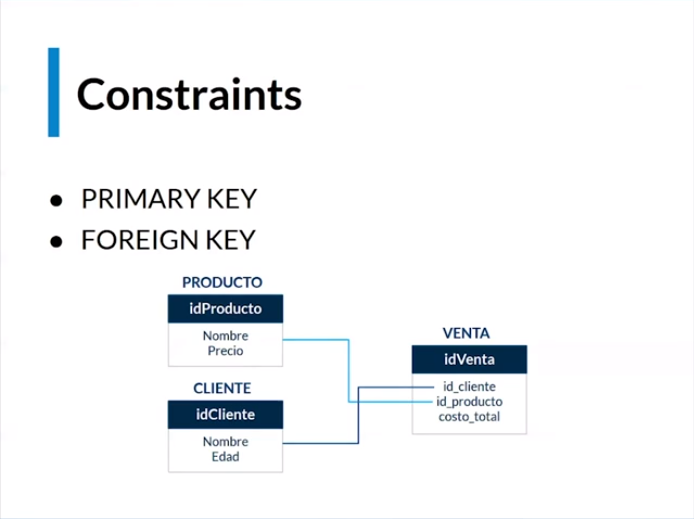 Constraints
● PRIMARY KEY
● FOREIGN KEY
PRODUCTO
idProducto
Nombre
Precio
CLIENTE
idCliente
Nombre
Edad
VENTA
idVenta
id_cliente
id_producto
costo_total